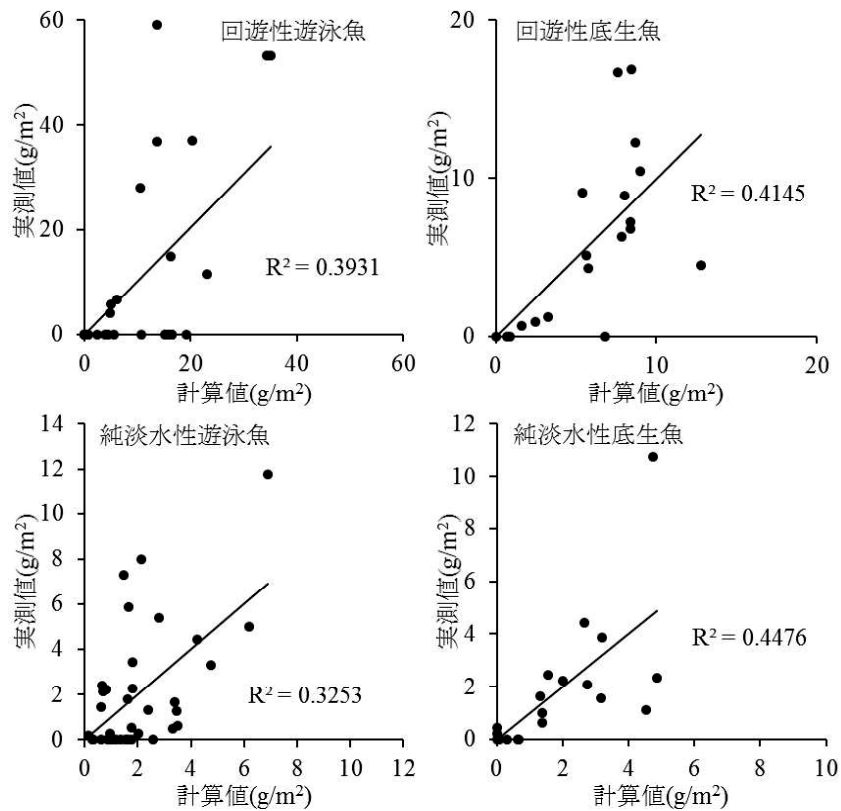 回遊性遊泳魚
60
40
20
0
0
20
40
60
実測値(g/m²)
計算値(g/m²)
R² = 0.3931
回遊性底生魚
20
10
0
0
10
20
実測値(g/m²)
計算値(g/m²)
R² = 0.4145
純淡水性遊泳魚
14
12
10
8
6
4
2
0
0
2
4
6
8
10
12
実測値(g/m²)
計算値(g/m²)
R² = 0.3253
純淡水性底生魚
12
10
8
6
4
2
0
0
2
4
6
8
10
実測値(g/m²)
計算値(g/m²)
R² = 0.4476